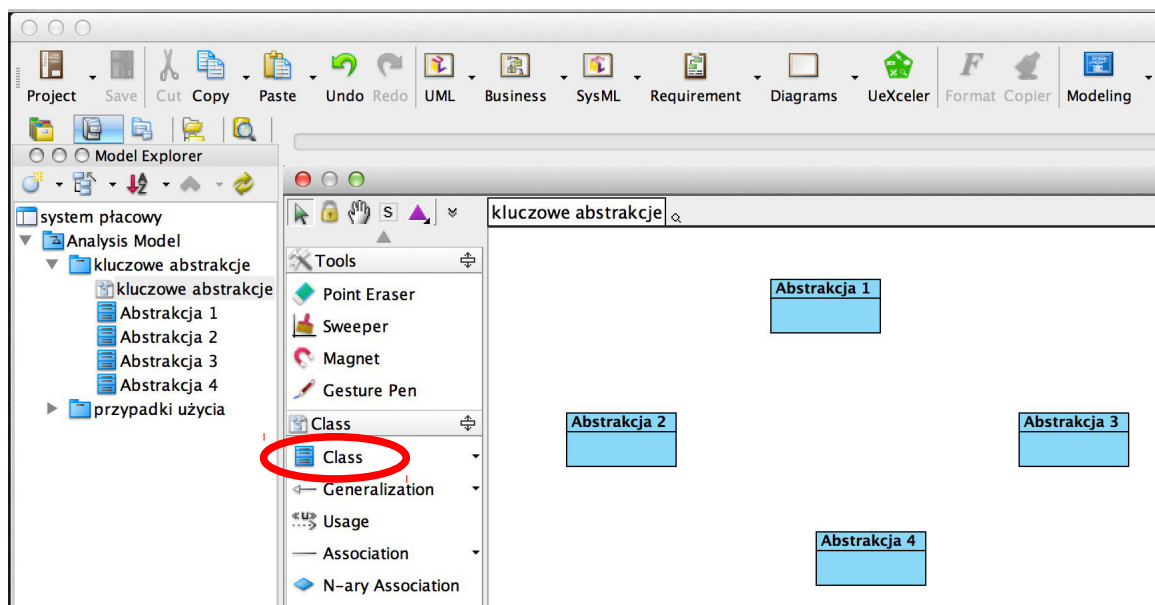 Project Save Cut Copy Paste Undo Redo UML Business SysML Requirement Diagrams UeXceler Format Copier Modeling
Model Explorer
system płacowy
Analysis Model
kluczowe abstrakcje
kluczowe abstrakcje
Abstrakcja 1
Abstrakcja 2
Abstrakcja 3
Abstrakcja 4
przypadki użycia
S
Tools
Point Eraser
Sweeper
Magnet
Gesture Pen
Class
Class
Generalization
«U»
Usage
Association
N-ary Association
kluczowe abstrakcje
Abstrakcja 1
Abstrakcja 2
Abstrakcja 3
Abstrakcja 4